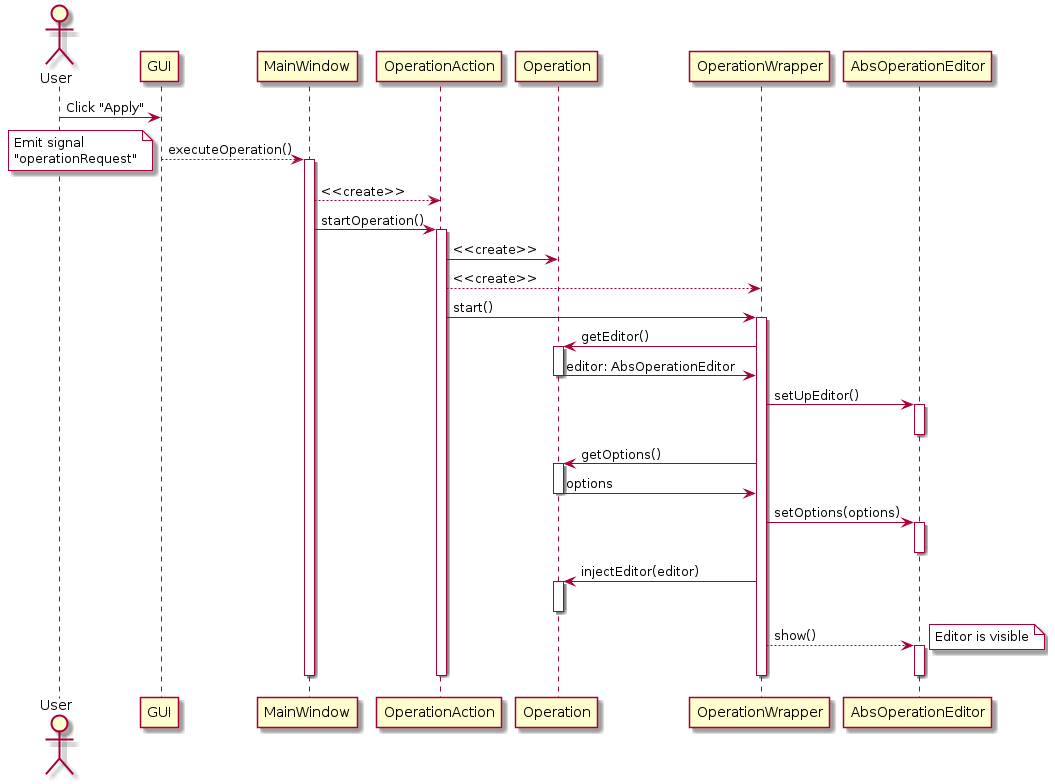 User
GUI
MainWindow
OperationAction
Operation
OperationWrapper
AbsOperationEditor
Click "Apply"
Emit signal
"operationRequest"
executeOperation()
<<create>>
startOperation()
<<create>>
<<create>>
start()
getEditor()
editor: AbsOperationEditor
setUpEditor()
getOptions()
options
setOptions(options)
injectEditor(editor)
show()
Editor is visible
User
GUI
MainWindow
OperationAction
Operation
OperationWrapper
AbsOperationEditor